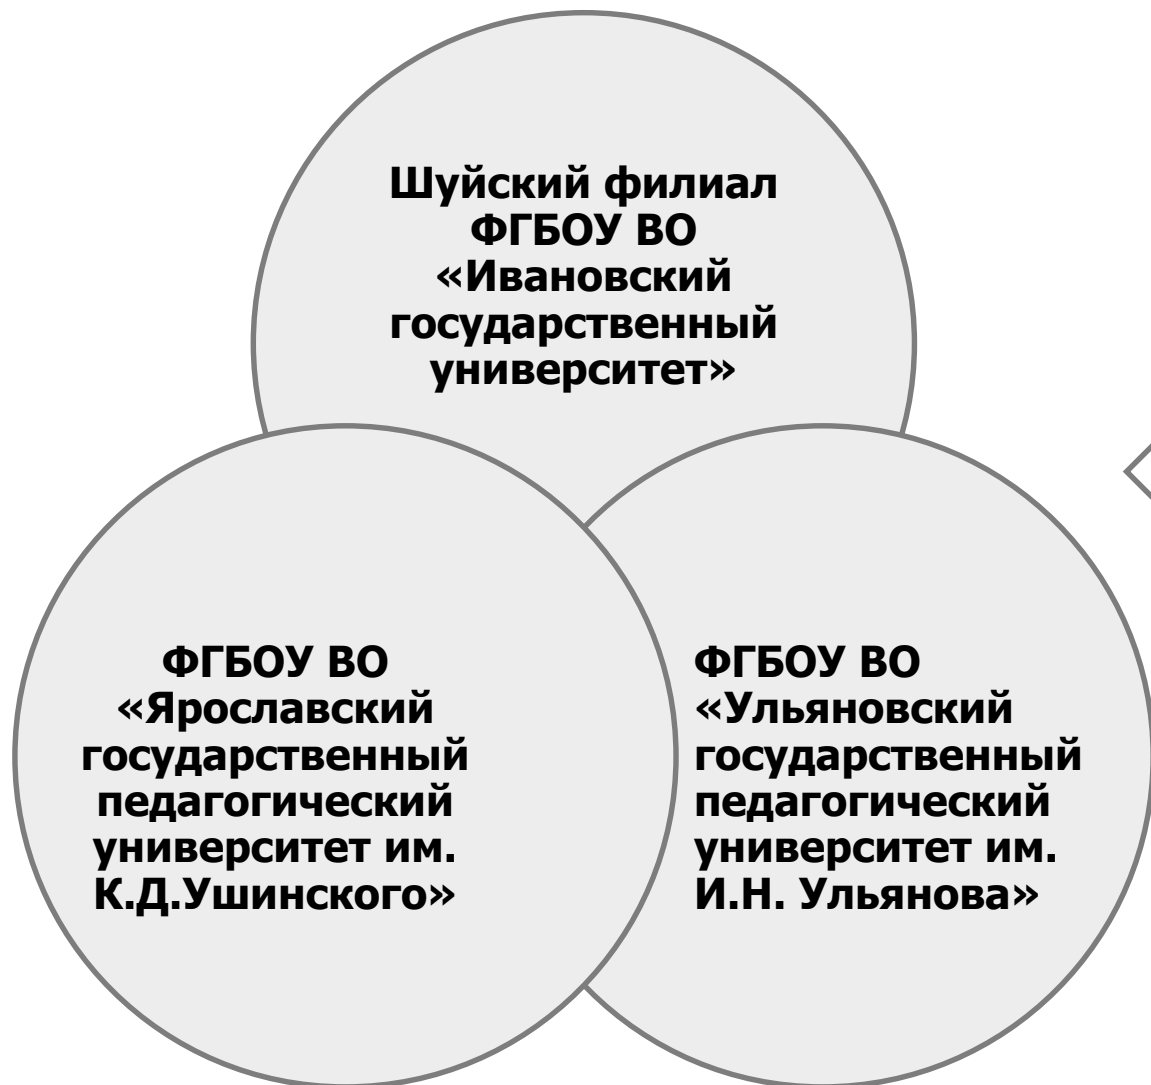 Шуйский филиал
ФГБОУ ВО
«Ивановский
государственный
университет»
ФГБОУ ВО
«Ярославский
государственный
педагогический
университет им.
К.Д.Ушинского»
ФГБОУ ВО
«Ульяновский
государственный
педагогический
университет им.
И.Н. Ульянова»